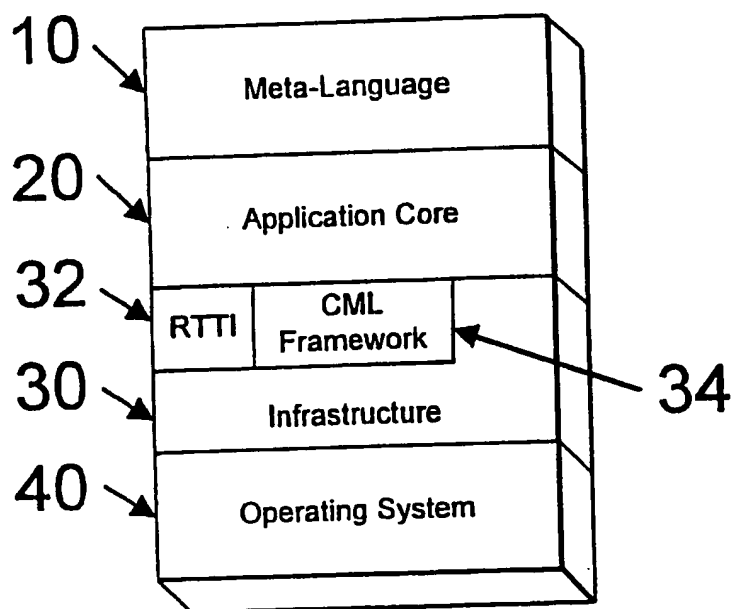 10
Meta-Language
20
Application Core
32
RTTI
CML
Framework
34
30
Infrastructure
40
Operating System